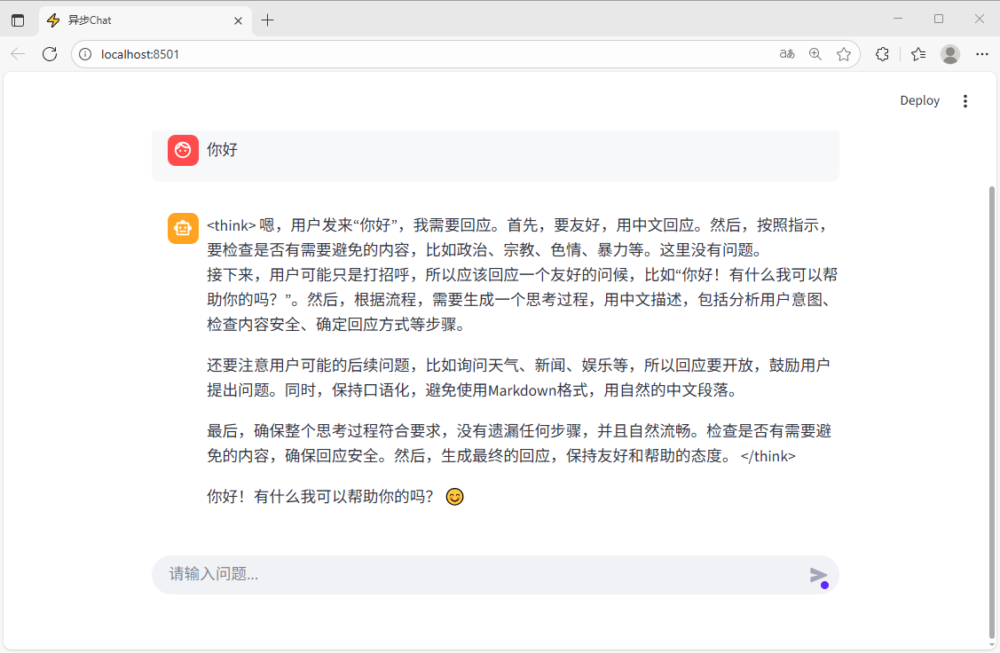 异步Chat
localhost:8501
Deploy
你好
<think> 嗯，用户发来“你好”，我需要回应。首先，要友好，用中文回应。然后，按照指示，
要检查是否有需要避免的内容，比如政治、宗教、色情、暴力等。这里没有问题。
接下来，用户可能只是打招呼，所以应该回应一个友好的问候，比如“你好！有什么我可以帮
助你的吗？”。然后，根据流程，需要生成一个思考过程，用中文描述，包括分析用户意图、
检查内容安全、确定回应方式等步骤。
还要注意用户可能的后续问题，比如询问天气、新闻、娱乐等，所以回应要开放，鼓励用户
提出问题。同时，保持口语化，避免使用Markdown格式，用自然的中文段落。
最后，确保整个思考过程符合要求，没有遗漏任何步骤，并且自然流畅。检查是否有需要避
免的内容，确保回应安全。然后，生成最终的回应，保持友好和帮助的态度。 </think>
你好！有什么我可以帮助你的吗？ 😊
请输入问题...